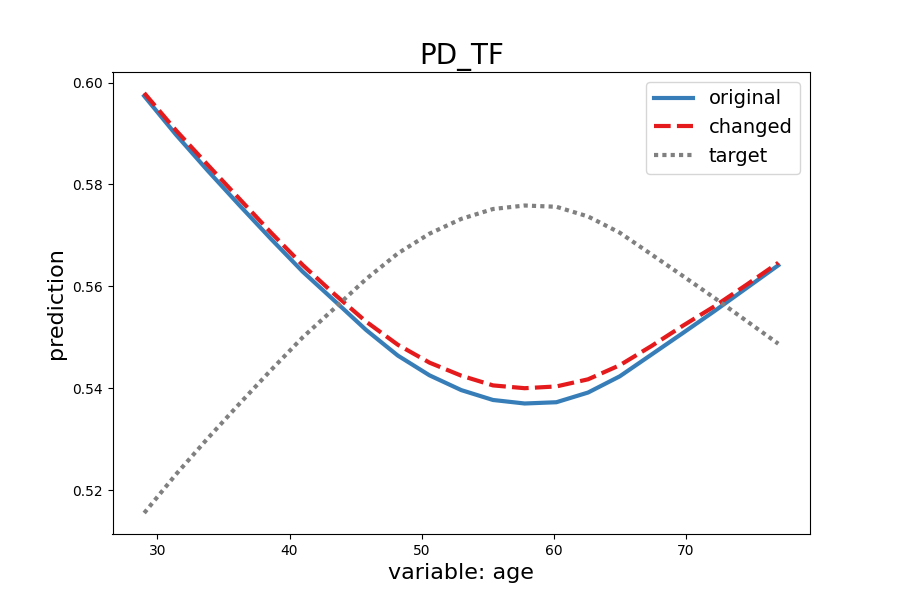 PD_TF
original
changed
target
prediction
0.60
0.58
0.56
0.54
0.52
30 40 50 60 70
variable: age